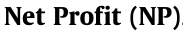 Net Profit (NP).